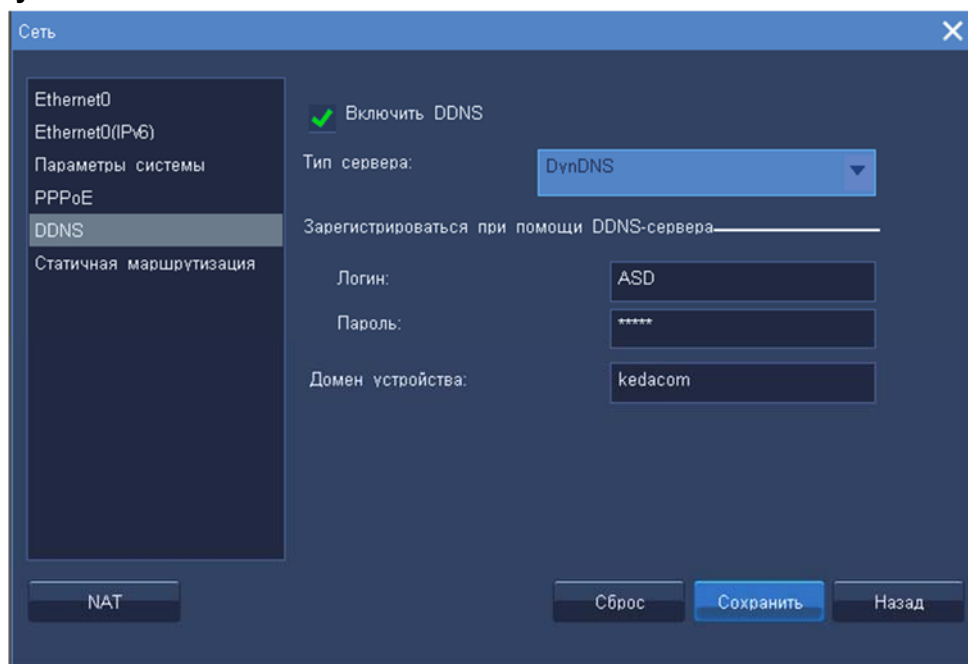 Сеть
Ethernet0
Ethernet0(IPv6)
Параметры системы
PPPoE
DDNS
Статичная маршрутизация
Включить DDNS
Тип сервера: DynDNS
Зарегистрироваться при помощи DDNS-сервера
Логин: ASD
Пароль: *****
Домен устройства: kedacom
NAT Сброс Сохранить Назад